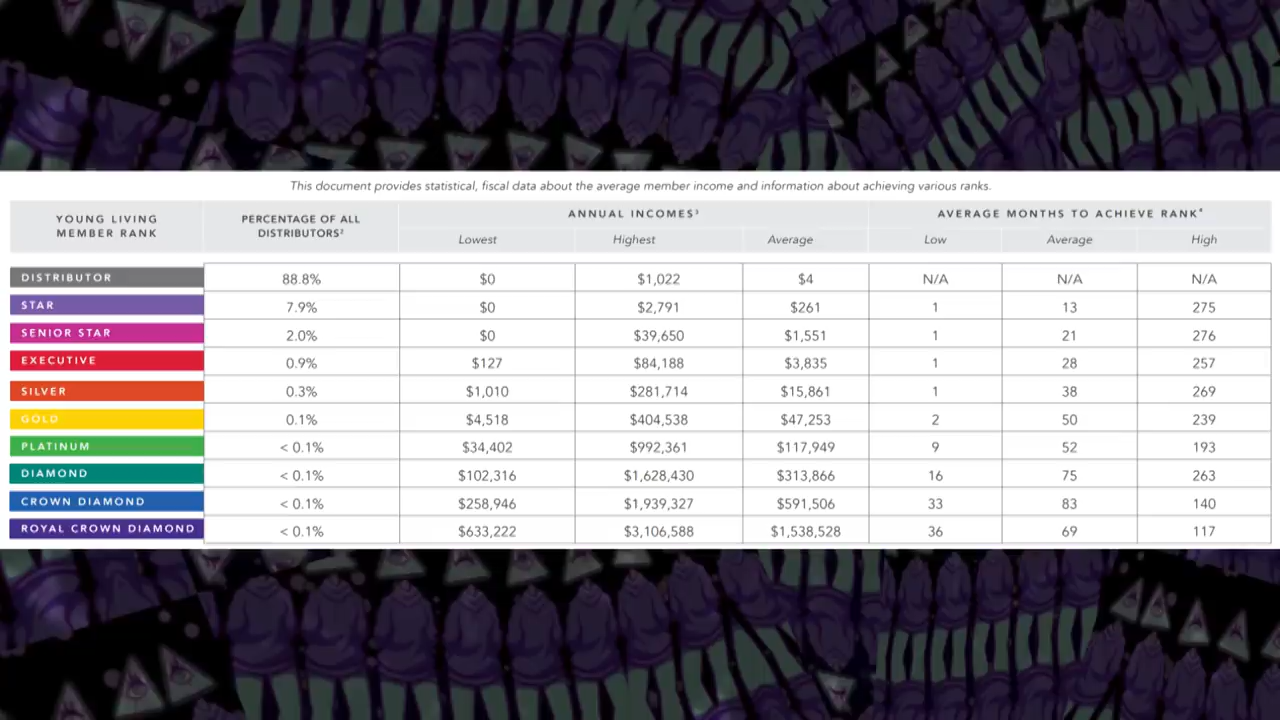 This document provides statistical, fiscal data about the average member income and information about achieving various ranks.
YOUNG LIVING MEMBER RANK PERCENTAGE OF ALL DISTRIBUTORS² ANNUAL INCOMES³ AVERAGE MONTHS TO ACHIEVE RANK⁴
Lowest Highest Average Low Average High
DISTRIBUTOR 88.8% $0 $1,022 $4 N/A N/A N/A
STAR 7.9% $0 $2,791 $261 1 13 275
SENIOR STAR 2.0% $0 $39,650 $1,551 1 21 276
EXECUTIVE 0.9% $127 $84,188 $3,835 1 28 257
SILVER 0.3% $1,010 $281,714 $15,861 1 38 269
GOLD 0.1% $4,518 $404,538 $47,253 2 50 239
PLATINUM < 0.1% $34,402 $992,361 $117,949 9 52 193
DIAMOND < 0.1% $102,316 $1,628,430 $313,866 16 75 263
CROWN DIAMOND < 0.1% $258,946 $1,939,327 $591,506 33 83 140
ROYAL CROWN DIAMOND < 0.1% $633,222 $3,106,588 $1,538,528 36 69 117